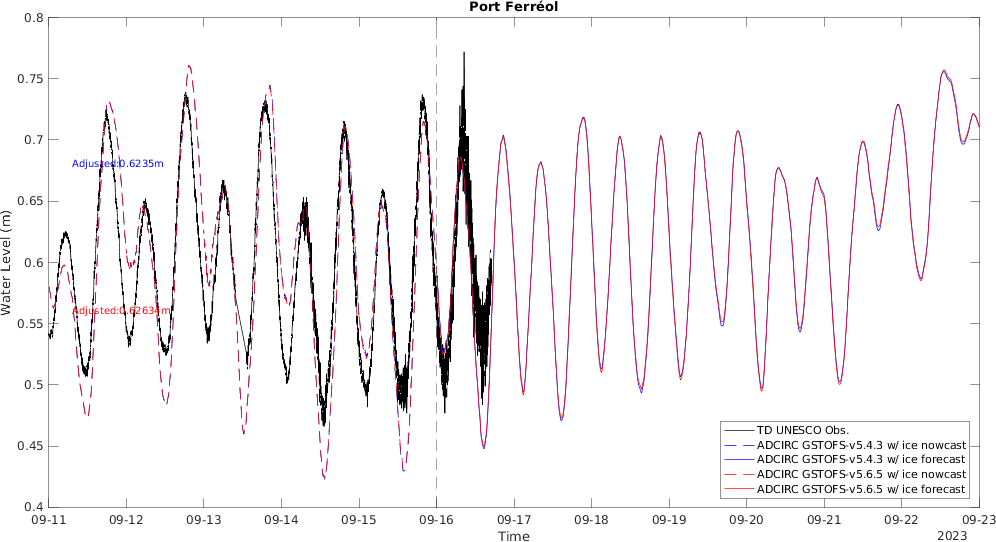 Port Ferréol
0.8
0.75
0.7
0.65
0.6
0.55
0.5
0.45
0.4
Water Level (m)
Adjusted:0.6235m
Adjusted:0.62634m
TD UNESCO Obs.
ADCIRC GSTOFS-v5.4.3 w/ ice nowcast
ADCIRC GSTOFS-v5.4.3 w/ ice forecast
ADCIRC GSTOFS-v5.6.5 w/ ice nowcast
ADCIRC GSTOFS-v5.6.5 w/ ice forecast
09-11 09-12 09-13 09-14 09-15 09-16 09-17 09-18 09-19 09-20 09-21 09-22 09-23
Time
2023